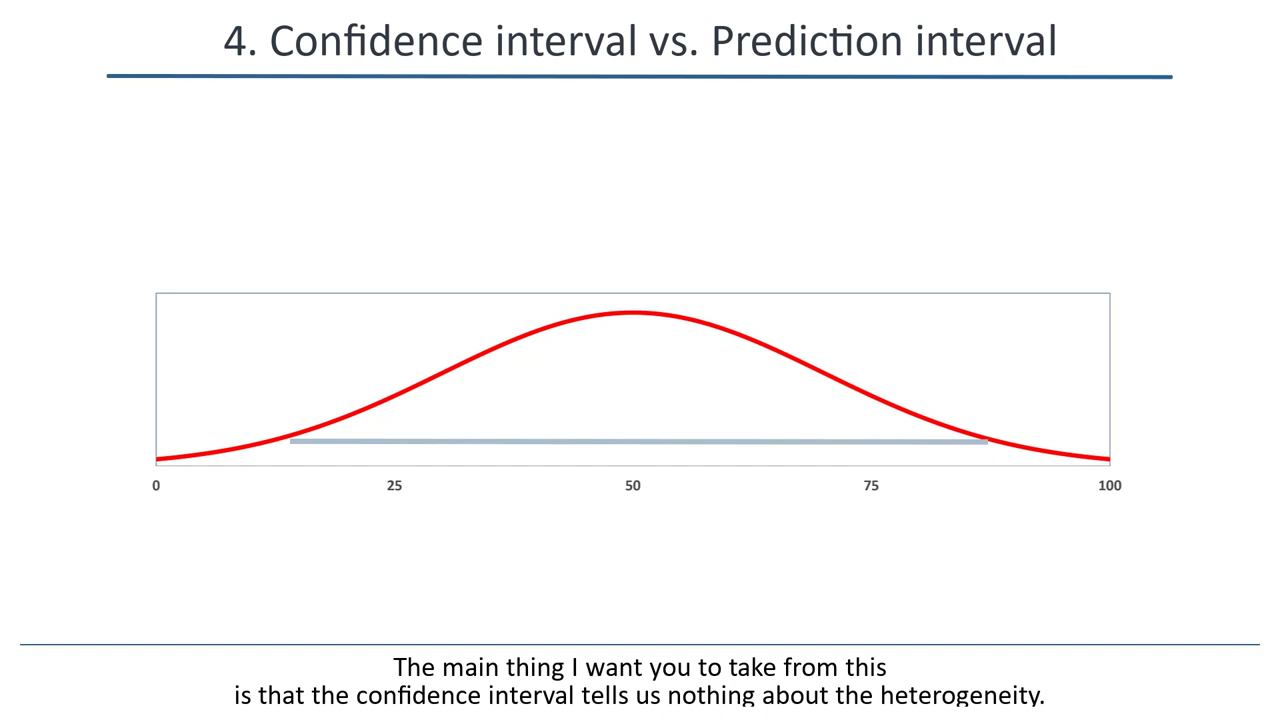 4. Confidence interval vs. Prediction interval
0 25 50 75 100
The main thing I want you to take from this
is that the confidence interval tells us nothing about the heterogeneity.